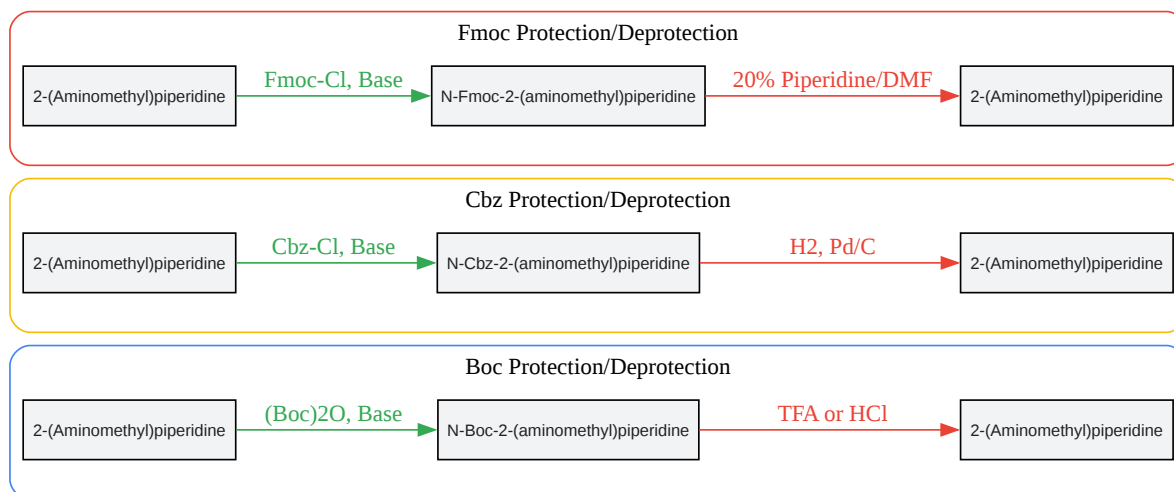 Fmoc Protection/Deprotection
2-(Aminomethyl)piperidine
Fmoc-Cl, Base
N-Fmoc-2-(aminomethyl)piperidine
20% Piperidine/DMF
2-(Aminomethyl)piperidine
Cbz Protection/Deprotection
2-(Aminomethyl)piperidine
Cbz-Cl, Base
N-Cbz-2-(aminomethyl)piperidine
H2, Pd/C
2-(Aminomethyl)piperidine
Boc Protection/Deprotection
2-(Aminomethyl)piperidine
(Boc)2O, Base
N-Boc-2-(aminomethyl)piperidine
TFA or HCl
2-(Aminomethyl)piperidine